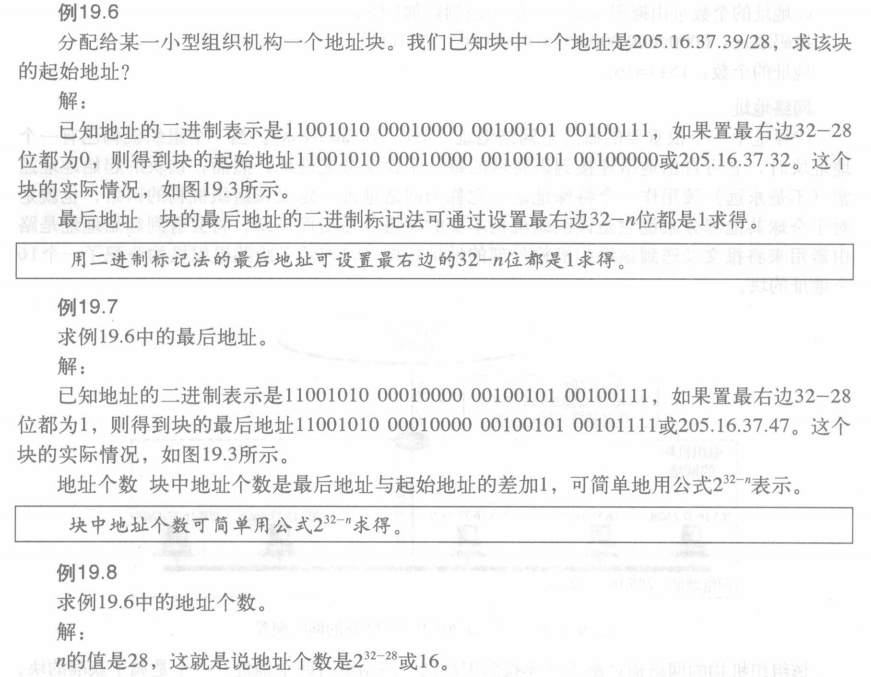 例19.6
分配给某一小型组织机构一个地址块。我们已知块中一个地址是205.16.37.39/28，求该块
的起始地址？
解：
已知地址的二进制表示是11001010 00010000 00100101 00100111，如果置最右边32−28
位都为0，则得到块的起始地址11001010 00010000 00100101 00100000或205.16.37.32。这个
块的实际情况，如图19.3所示。
最后地址 块的最后地址的二进制标记法可通过设置最右边32−n位都是1求得。
用二进制标记法的最后地址可设置最右边的32−n位都是1求得。
例19.7
求例19.6中的最后地址。
解：
已知地址的二进制表示是11001010 00010000 00100101 00100111，如果置最右边32−28
位都为1，则得到块的最后地址11001010 00010000 00100101 00101111或205.16.37.47。这个
块的实际情况，如图19.3所示。
地址个数 块中地址个数是最后地址与起始地址的差加1，可简单地用公式2³²⁻ⁿ表示。
块中地址个数可简单用公式2³²⁻ⁿ求得。
例19.8
求例19.6中的地址个数。
解：
n的值是28，这就是说地址个数是2³²⁻²⁸或16。